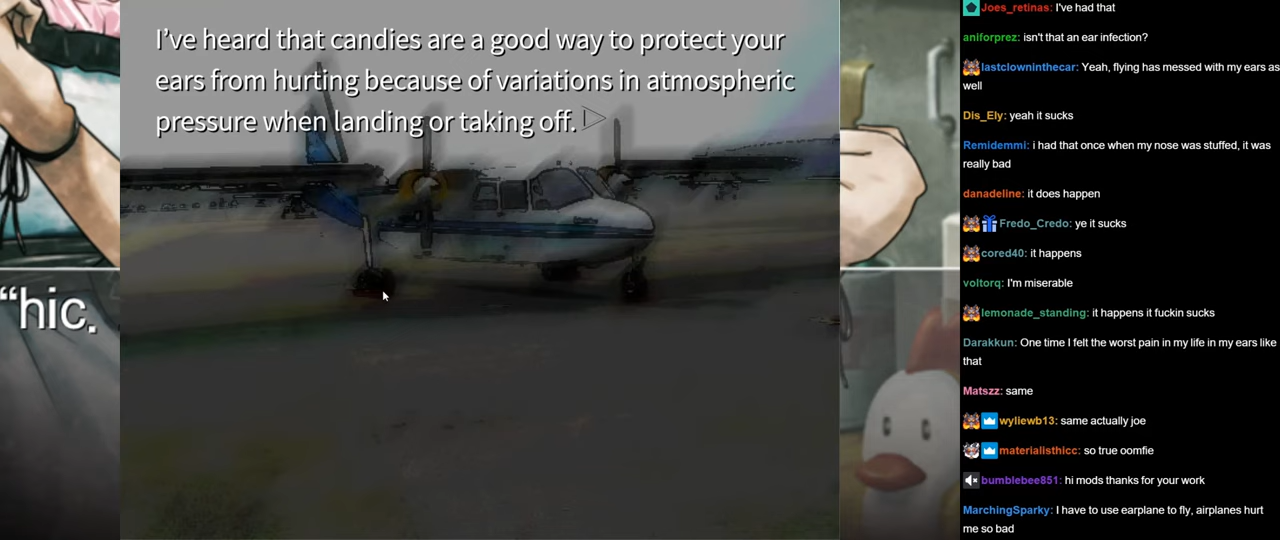 I've heard that candies are a good way to protect your
ears from hurting because of variations in atmospheric
pressure when landing or taking off.
“hic.
Joes_retinas: I've had that
aniforprez: isn't that an ear infection?
lastclowninthecar: Yeah, flying has messed with my ears as
well
Dis_Ely: yeah it sucks
Remidemmi: i had that once when my nose was stuffed, it was
really bad
danadeline: it does happen
Fredo_Credo: ye it sucks
cored40: it happens
voltorq: I'm miserable
lemonade_standing: it happens it fuckin sucks
Darakkun: One time I felt the worst pain in my life in my ears like
that
Matszz: same
wyliewb13: same actually joe
materialisthicc: so true oomfie
bumblebee851: hi mods thanks for your work
MarchingSparky: I have to use earplane to fly, airplanes hurt
me so bad